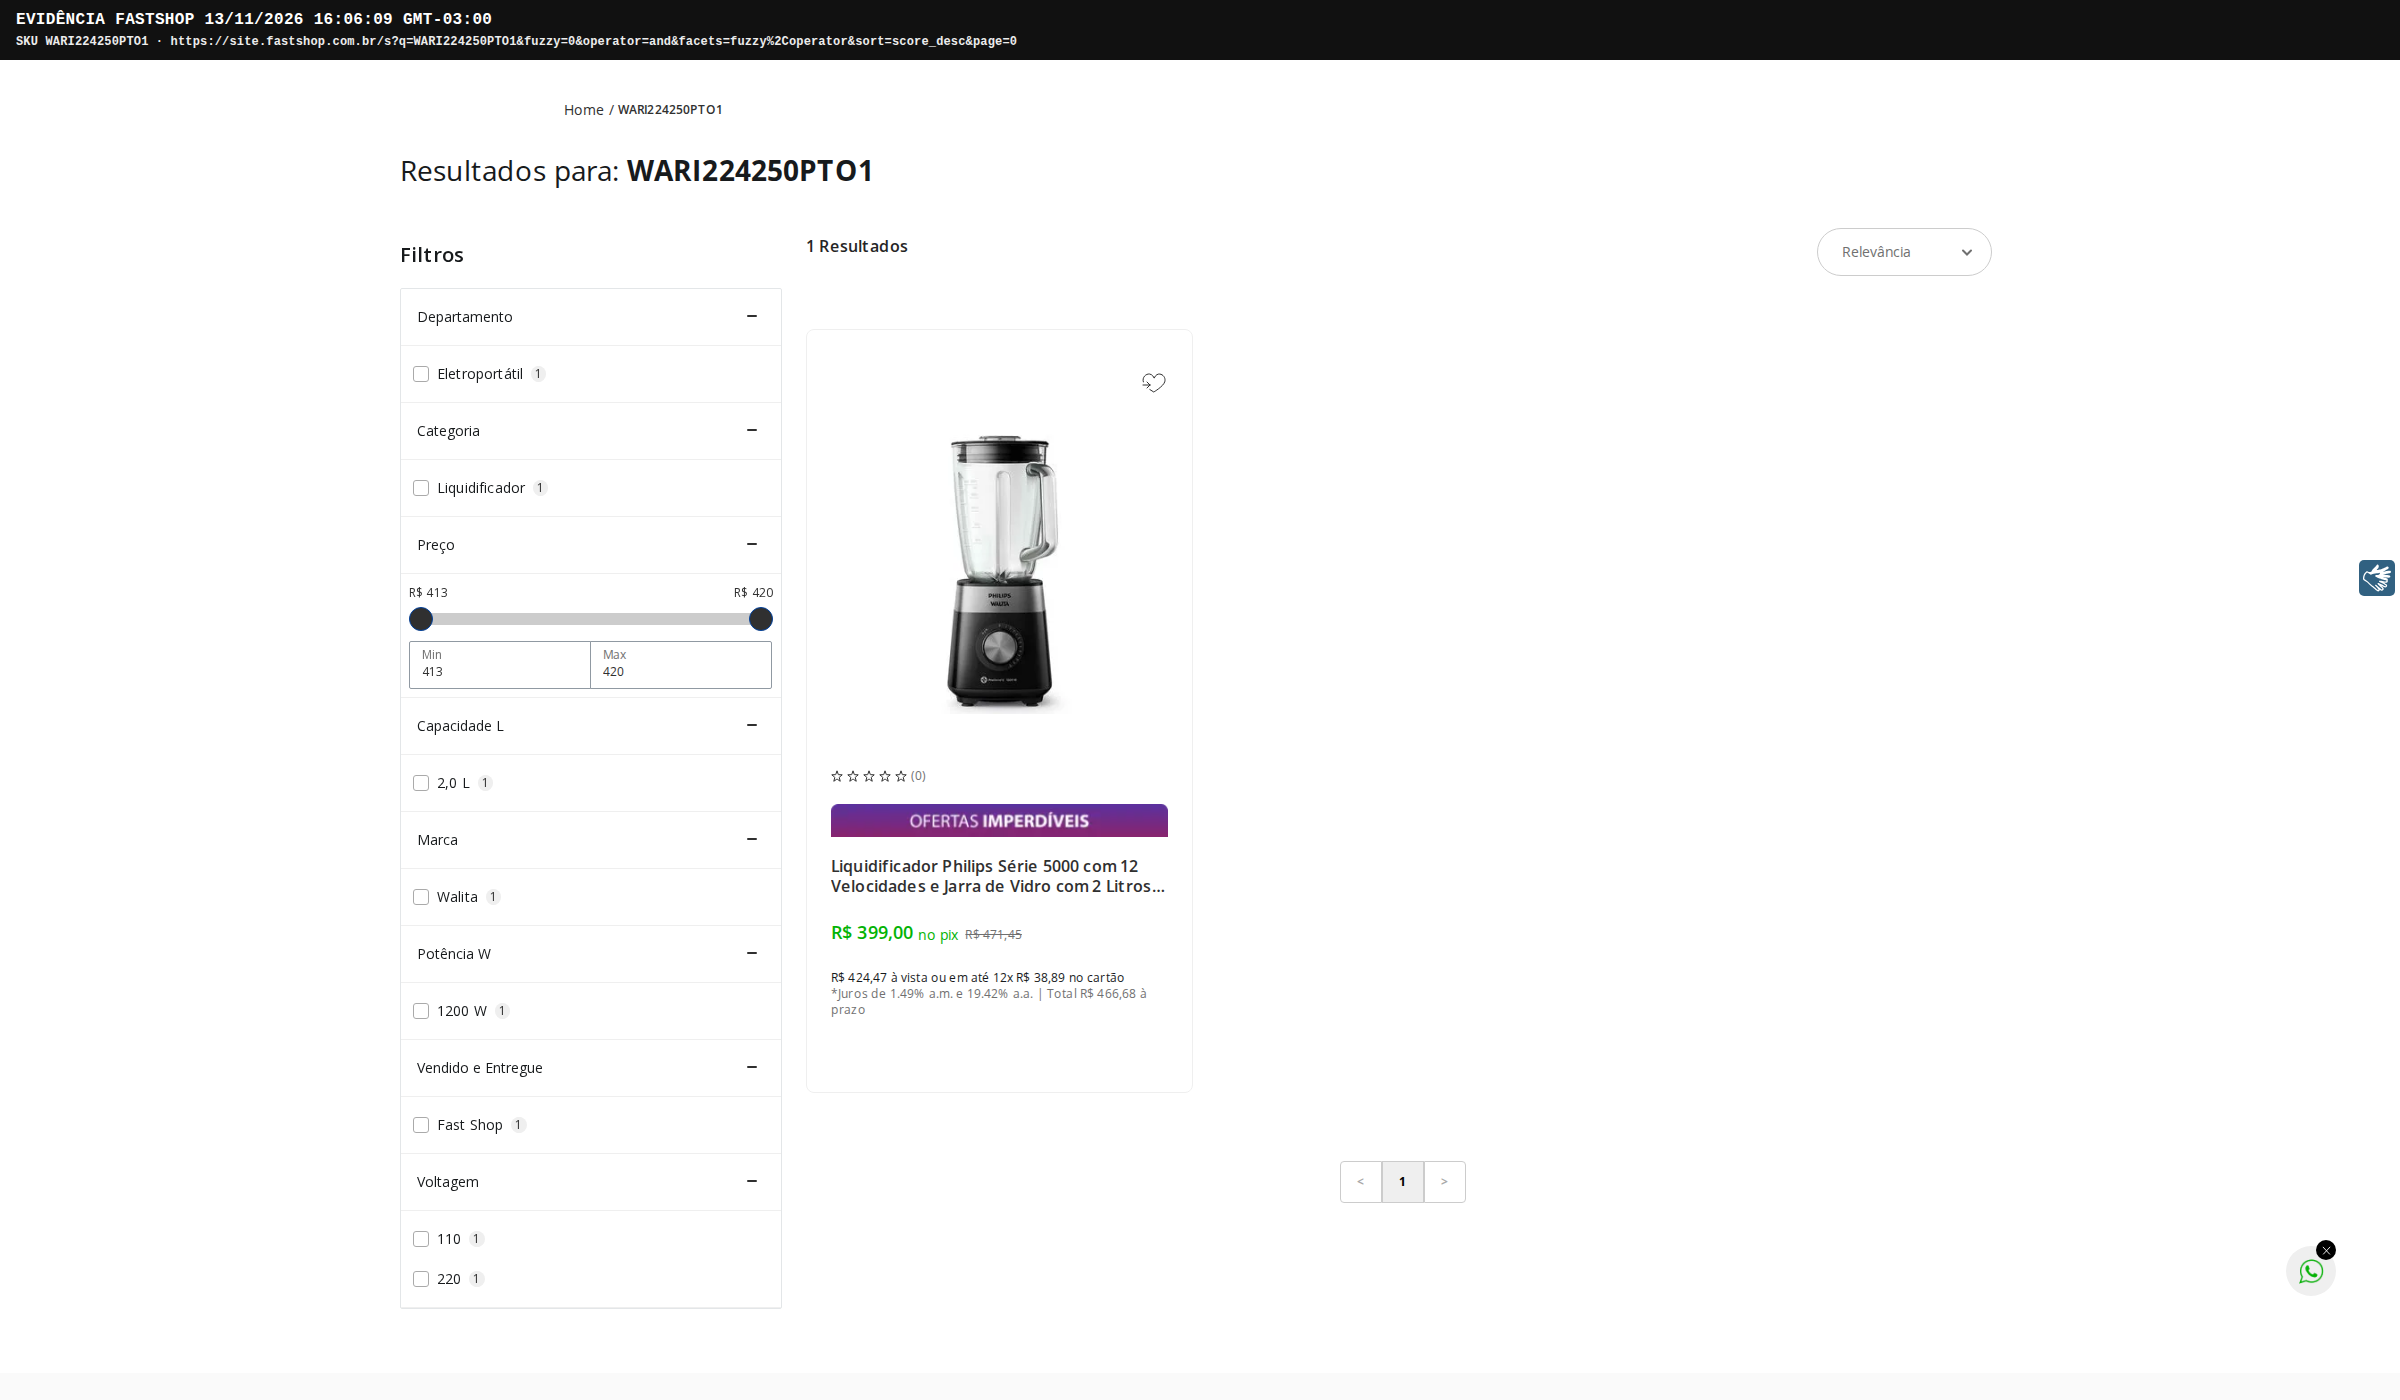 EVIDÊNCIA FASTSHOP 13/11/2026 16:06:09 GMT-03:00
SKU WARI224250PTO1 · https://site.fastshop.com.br/s?q=WARI224250PTO1&fuzzy=0&operator=and&facets=fuzzy%2Coperator&sort=score_desc&page=0
Home / WARI224250PTO1
Resultados para: WARI224250PTO1
Filtros
Departamento
Eletroportátil 1
Categoria
Liquidificador 1
Preço
R$ 413 R$ 420
Min Max
413 420
Capacidade L
2,0 L 1
Marca
Walita 1
Potência W
1200 W 1
Vendido e Entregue
Fast Shop 1
Voltagem
110 1
220 1
1 Resultados
Relevância
PHILIPS
WALITA
(0)
OFERTAS IMPERDÍVEIS
Liquidificador Philips Série 5000 com 12
Velocidades e Jarra de Vidro com 2 Litros...
R$ 399,00 no pix R$ 471,45
R$ 424,47 à vista ou em até 12x R$ 38,89 no cartão
*Juros de 1.49% a.m. e 19.42% a.a. | Total R$ 466,68 à
prazo
< 1 >